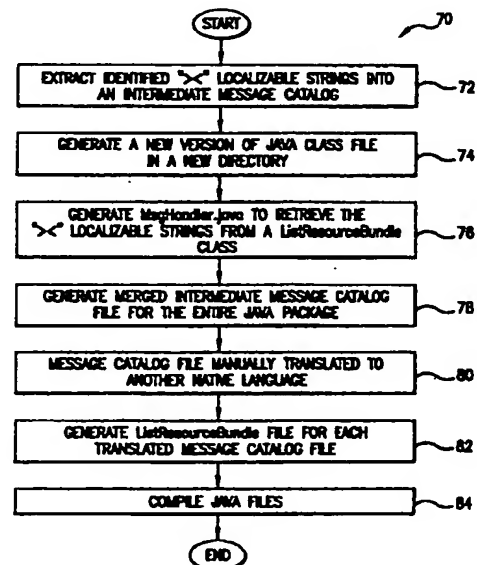 START
70
EXTRACT IDENTIFIED ">-<" LOCALIZABLE STRINGS INTO
AN INTERMEDIATE MESSAGE CATALOG
72
GENERATE A NEW VERSION OF JAVA CLASS FILE
IN A NEW DIRECTORY
74
GENERATE MsgHandler.java TO RETRIEVE THE
">-<" LOCALIZABLE STRINGS FROM A ListResourceBundle
CLASS
76
GENERATE MERGED INTERMEDIATE MESSAGE CATALOG
FILE FOR THE ENTIRE JAVA PACKAGE
78
MESSAGE CATALOG FILE MANUALLY TRANSLATED TO
ANOTHER NATIVE LANGUAGE
80
GENERATE ListResourceBundle FILE FOR EACH
TRANSLATED MESSAGE CATALOG FILE
82
COMPILE JAVA FILES
84
END